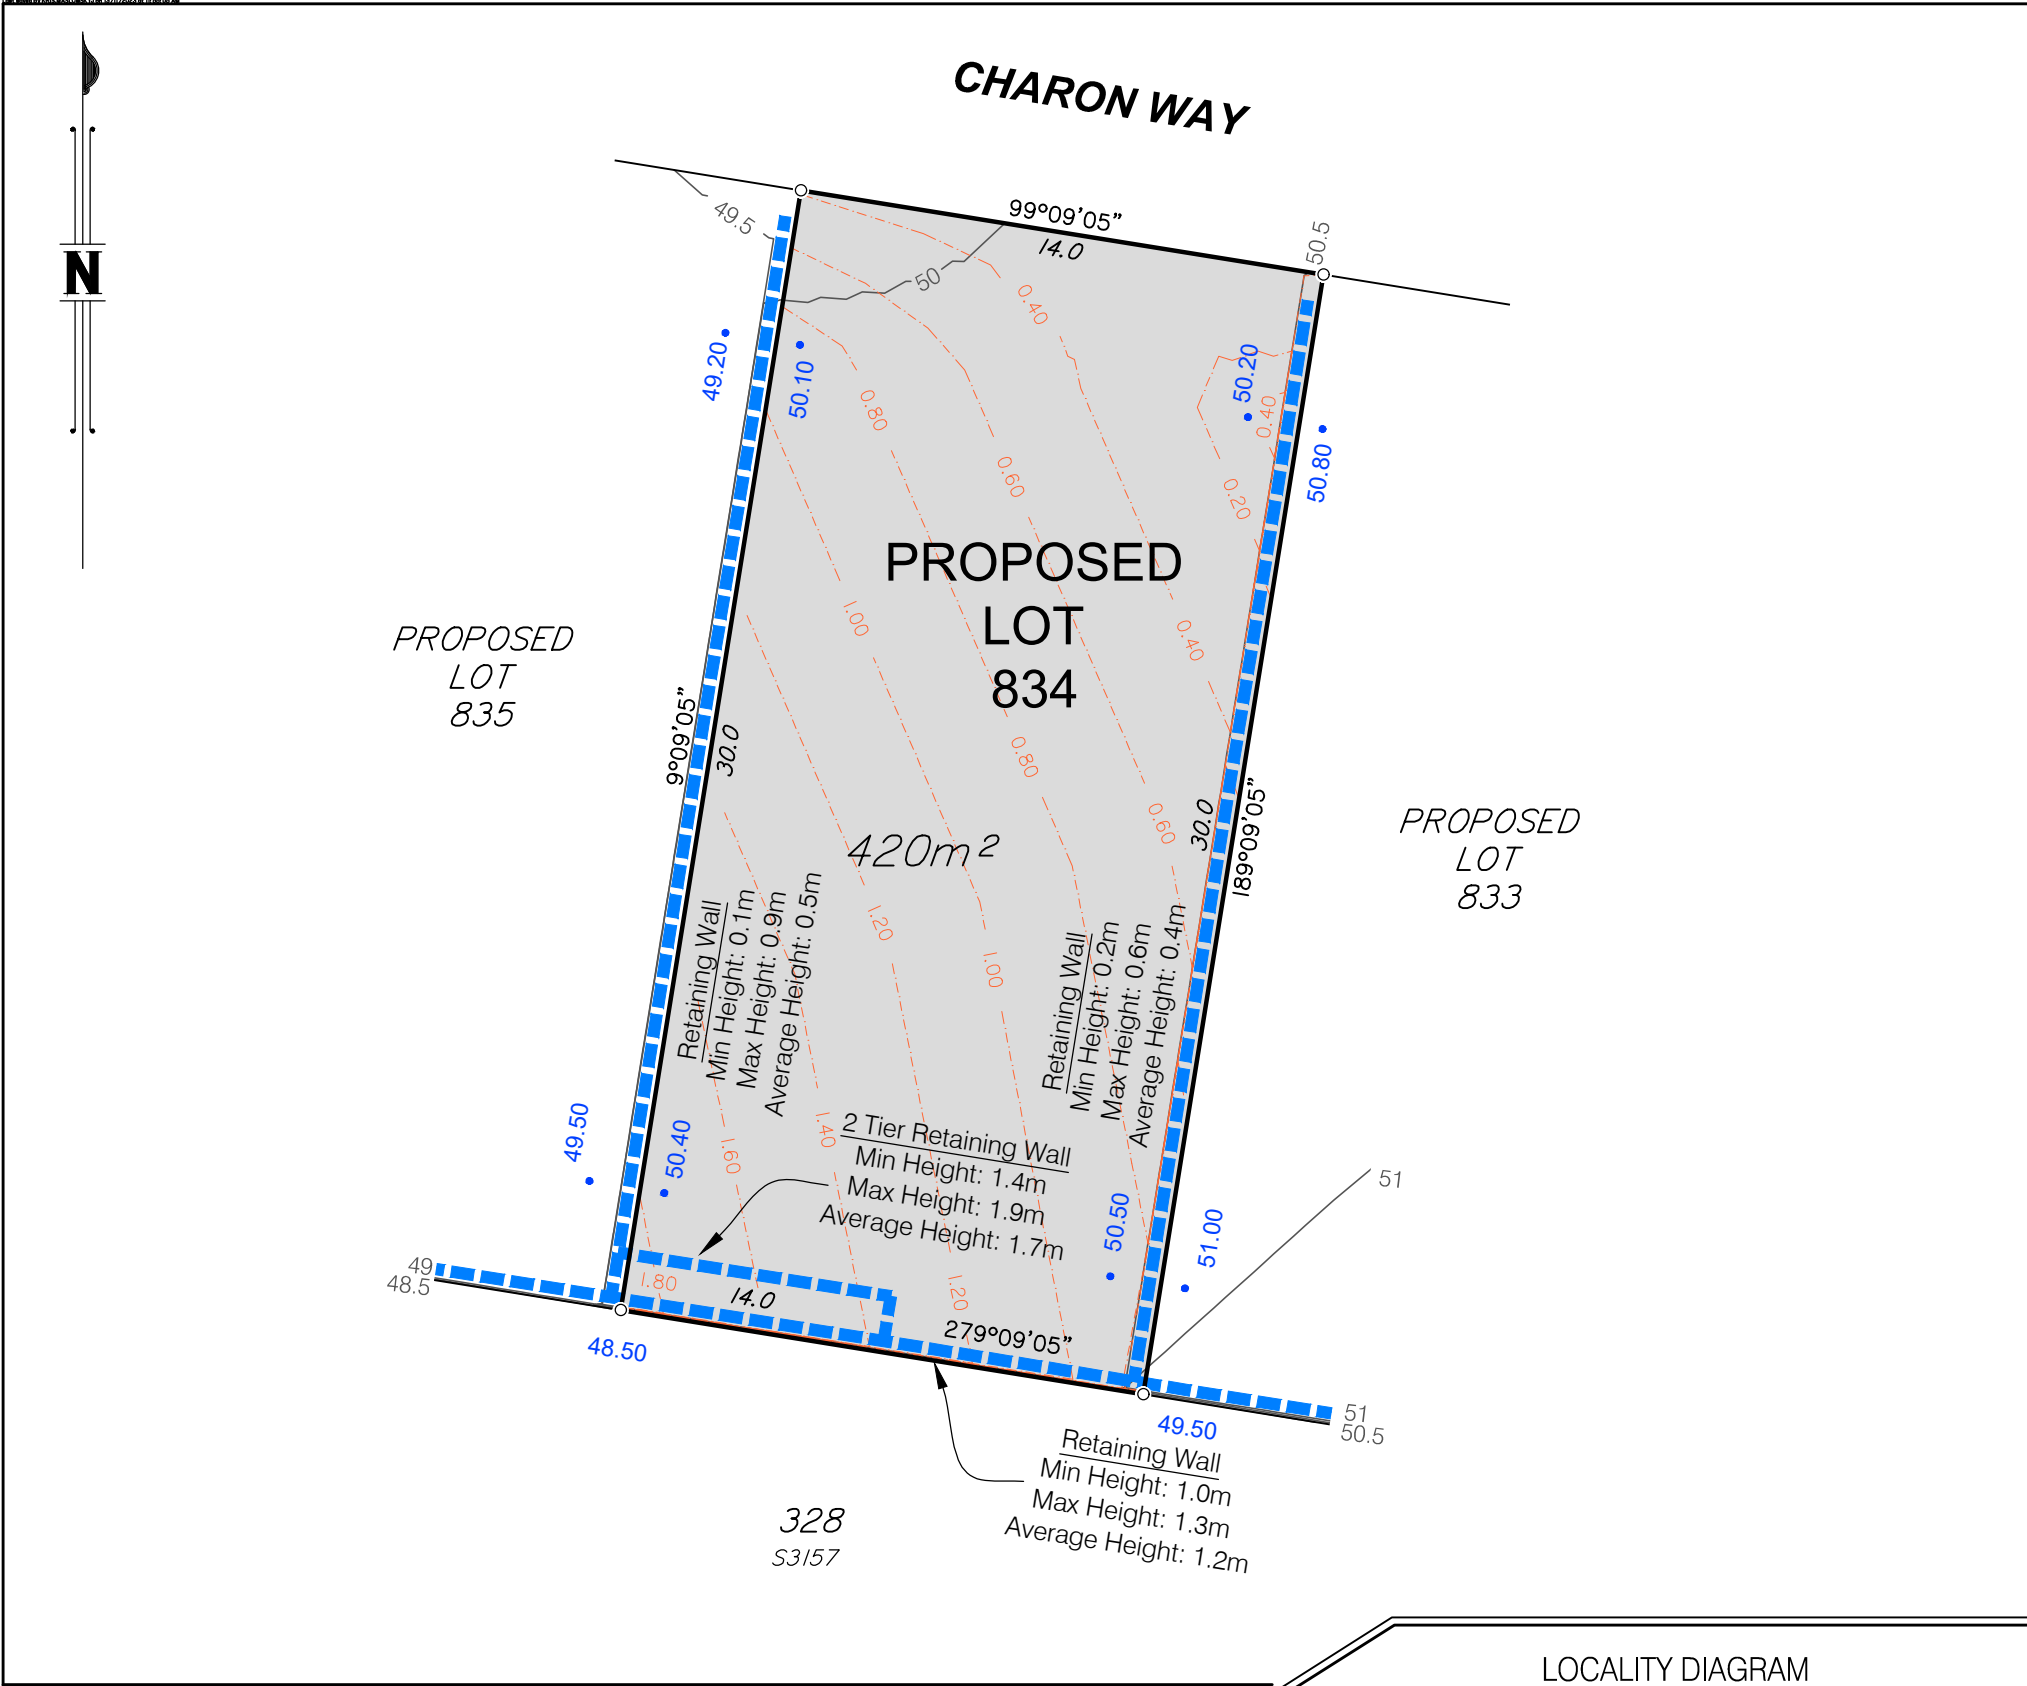 CHARON WAY
N
49.5
99°09'05"
14.0
50.5
50
0.40
49.20
50.10
50.20
0.40
50.80
0.80
0.60
0.20
PROPOSED
LOT
834
1.00
0.40
PROPOSED
LOT
835
9°09'05"
30.0
0.80
0.60
30.0
189°09'05"
PROPOSED
LOT
833
420m²
1.20
1.00
Retaining Wall
Min Height: 0.1m
Max Height: 0.9m
Average Height: 0.5m
Retaining Wall
Min Height: 0.2m
Max Height: 0.6m
Average Height: 0.4m
49.50
50.40
1.60
1.40
2 Tier Retaining Wall
Min Height: 1.4m
Max Height: 1.9m
Average Height: 1.7m
50.50
51.00
51
49
48.5
1.80
14.0
1.20
279°09'05"
48.50
49.50
51
50.5
Retaining Wall
Min Height: 1.0m
Max Height: 1.3m
Average Height: 1.2m
328
S3157
LOCALITY DIAGRAM